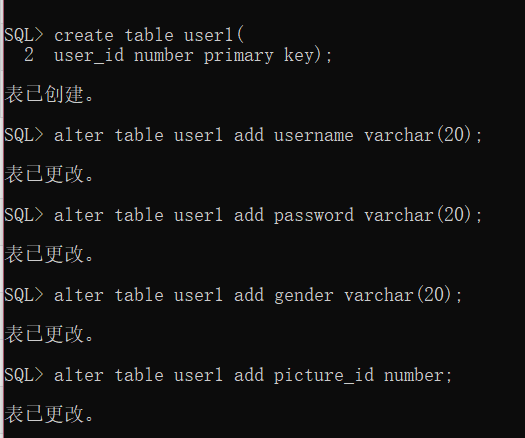 SQL> create table user1(
  2  user_id number primary key);
表已创建。
SQL> alter table user1 add username varchar(20);
表已更改。
SQL> alter table user1 add password varchar(20);
表已更改。
SQL> alter table user1 add gender varchar(20);
表已更改。
SQL> alter table user1 add picture_id number;
表已更改。